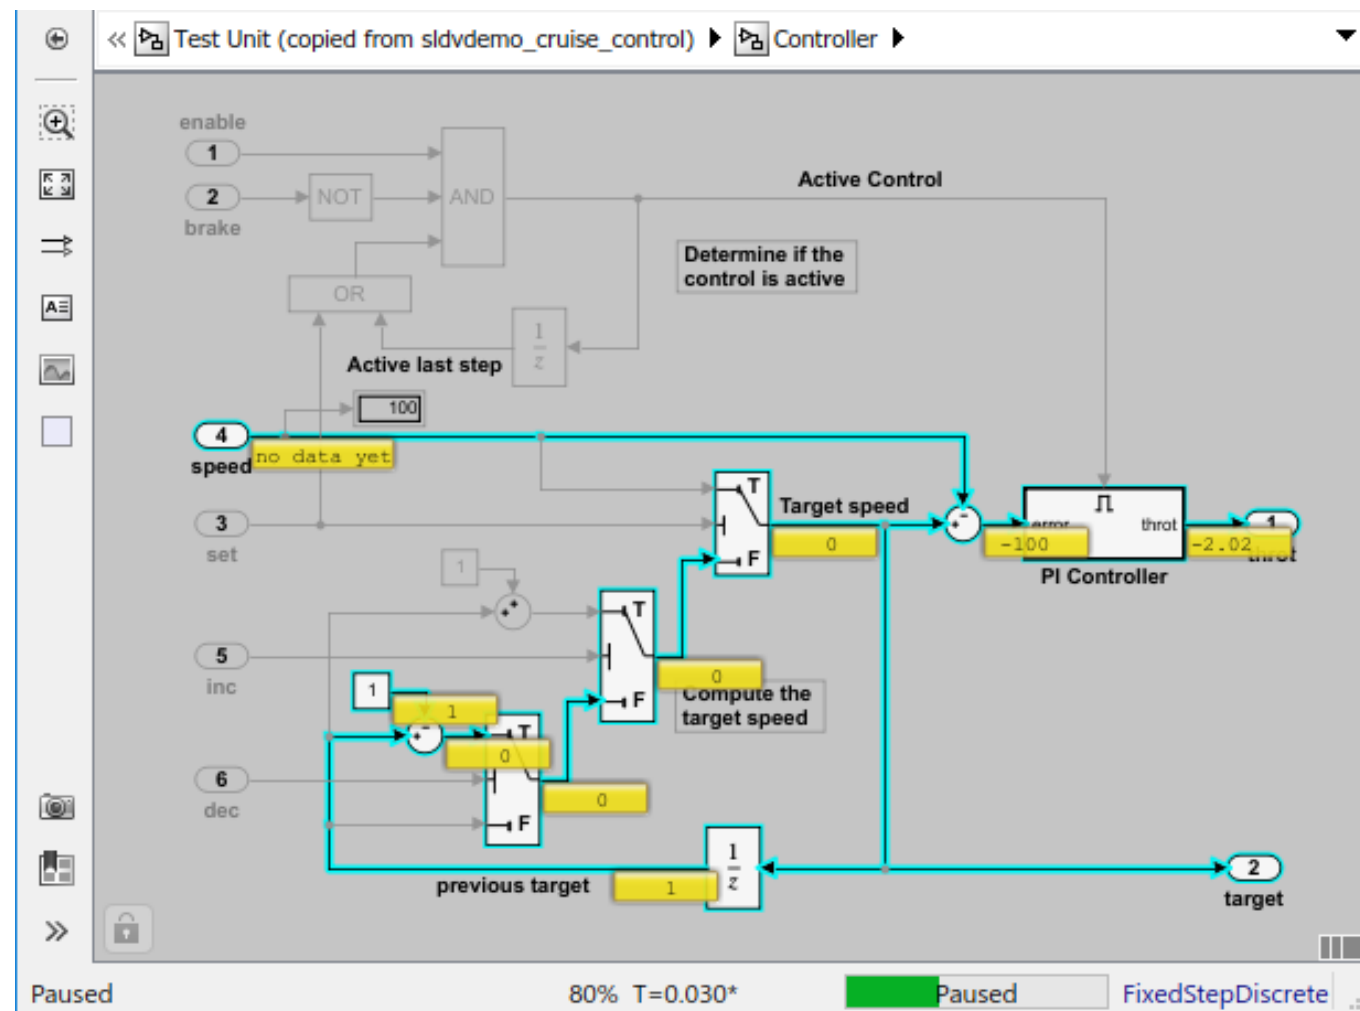 « Test Unit (copied from sldvdemo_cruise_control) Controller
enable
1
2
brake
NOT
AND
Active Control
Determine if the
control is active
OR
1
z
Active last step
100
4
speed
no data yet
T
F
Target speed
0
3
set
error
throt
-100
-2.02
1
throt
PI Controller
1
T
F
5
inc
0
Compute the
target speed
1
1
T
F
0
0
6
dec
1
z
previous target
1
2
target
Paused
80% T=0.030*
Paused
FixedStepDiscrete